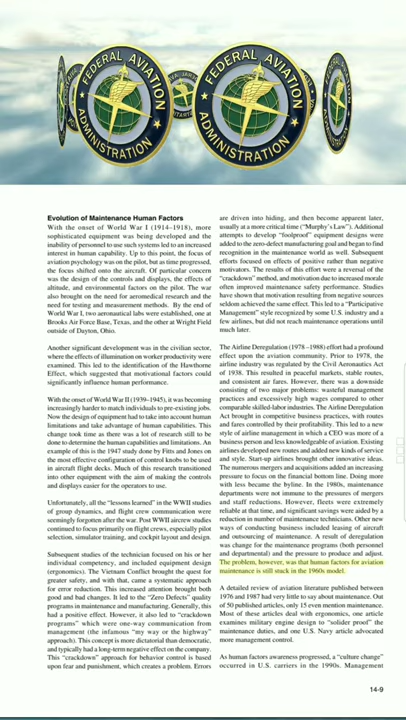 FEDERAL AVIATION
ADMINISTRATION
FEDERAL AVIATION
ADMINISTRATION
Evolution of Maintenance Human Factors
With the onset of World War I (1914–1918), more
sophisticated equipment was being developed and the
inability of personnel to use such systems led to an increased
interest in human capabilities. Up to this point, the focus of
aviation psychology was on the pilot, but as time progressed,
the focus shifted onto the aircraft. Of particular concern
was the design of controls and displays, the effects of
altitude, and environmental factors on the pilot. The war
also brought on the need for aeromedical research and the
need for testing and measurement methods. By the end of
World War I, two aeronautical labs were established, one at
Brooks Air Force Base, Texas, and the other at Wright Field
outside of Dayton, Ohio.
Another significant development was in the civilian sector,
where the effects of illumination on worker productivity were
examined. This led to the identification of the Hawthorne
Effect, which suggested that motivational factors could
significantly influence human performance.
With the onset of World War II (1939–1945), it was becoming
increasingly harder to match individuals to pre-existing jobs.
Now the design of equipment had to take into account human
limitations and take advantage of human capabilities. This
change took time as there was a lot of research still to be
done to determine the human capabilities and limitations. An
example of this is the 1947 study done by Fitts and Jones on
the most effective configuration of control knobs to be used
in aircraft flight decks. Much of this research transitioned
into other equipment with the aim of making the controls
and displays easier for the operators to use.
Unfortunately, all the "lessons learned" in the WWII studies
of group dynamics, and flight crew communication were
seemingly forgotten after the war. Post WWII aircrew studies
continued to focus primarily on flight crews, especially pilot
selection, simulator training, and cockpit layout and design.
Subsequent studies of the technician focused on his or her
individual competency, and included equipment design
(ergonomics). The Vietnam Conflict brought the quest for
greater safety, and with that, came a systematic approach
for error reduction. This increased attention brought both
good and bad changes. It led to the "Zero Defects" quality
programs in maintenance and manufacturing. Generally, this
had a positive effect. However, it also led to "crackdown
programs" which were one-way communication from
management (the infamous "my way or the highway"
approach). This concept is more dictatorial than democratic,
and typically had a long-term negative effect on the company.
This "crackdown" approach for behavior control is based
upon fear and punishment, which creates a problem. Errors
are driven into hiding, and then become apparent later,
usually at a more critical time ("Murphy's Law"). Additional
attempts to develop "foolproof" equipment designs were
added to the zero-defect manufacturing goal and began to find
recognition in the maintenance world as well. Subsequent
efforts focused on effects of positive rather than negative
motivators. The results of this effort were a reversal of the
"crackdown" method, and motivation due to increased morale
often improved maintenance safety performance. Studies
have shown that motivation resulting from negative sources
seldom achieved the same effect. This led to a "Participative
Management" style recognized by some U.S. industry and a
few airlines, but did not reach maintenance operations until
much later.
The Airline Deregulation (1978–1988) effort had a profound
effect upon the aviation community. Prior to 1978, the
airline industry was regulated by the Civil Aeronautics Act
of 1938. This resulted in peaceful markets, stable routes,
and consistent air fares. However, there was a downside
consisting of two major problems: wasteful management
practices and excessively high wages compared to other
comparable skilled-labor industries. The Airline Deregulation
Act brought in competitive business practices, with routes
and fares controlled by their profitability. This led to a new
style of airline management in which a CEO was more of a
business person and less knowledgeable of aviation. Existing
airlines developed new routes and added new kinds of service
and style. Start-up airlines brought other innovative ideas.
The numerous mergers and acquisitions added an increasing
pressure to focus on the financial bottom line. Doing more
with less became the byline. In the 1980s, maintenance
departments were not immune to the pressures of mergers
and staff reductions. However, fleets were extremely
reliable at that time, and significant savings were aided by a
reduction in number of maintenance technicians. Other new
ways of conducting business included leasing of aircraft
and outsourcing of maintenance. A result of deregulation
was change for the maintenance programs (both personnel
and departmental) and the pressure to produce and adjust.
The problem, however, was that human factors for aviation
maintenance is still stuck in the 1960s model.
A detailed review of aviation literature published between
1976 and 1987 had very little to say about maintenance. Out
of 50 published articles, only 15 even mention maintenance.
Most of these articles deal with ergonomics, one article
examines military engine design to "solider proof" the
maintenance duties, and one U.S. Navy article advocated
more management control.
As human factors awareness progressed, a "culture change"
occurred in U.S. carriers in the 1990s. Management
14-9